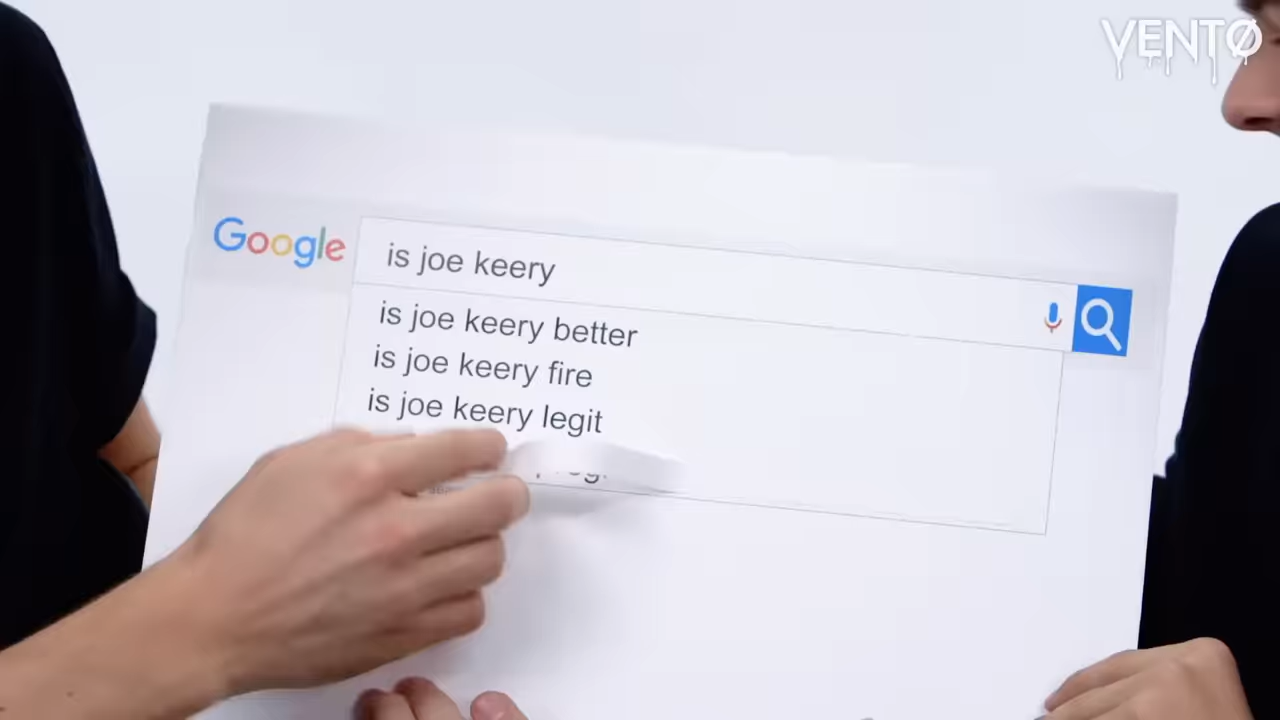 VENTØ
Google
is joe keery
is joe keery better
is joe keery fire
is joe keery legit